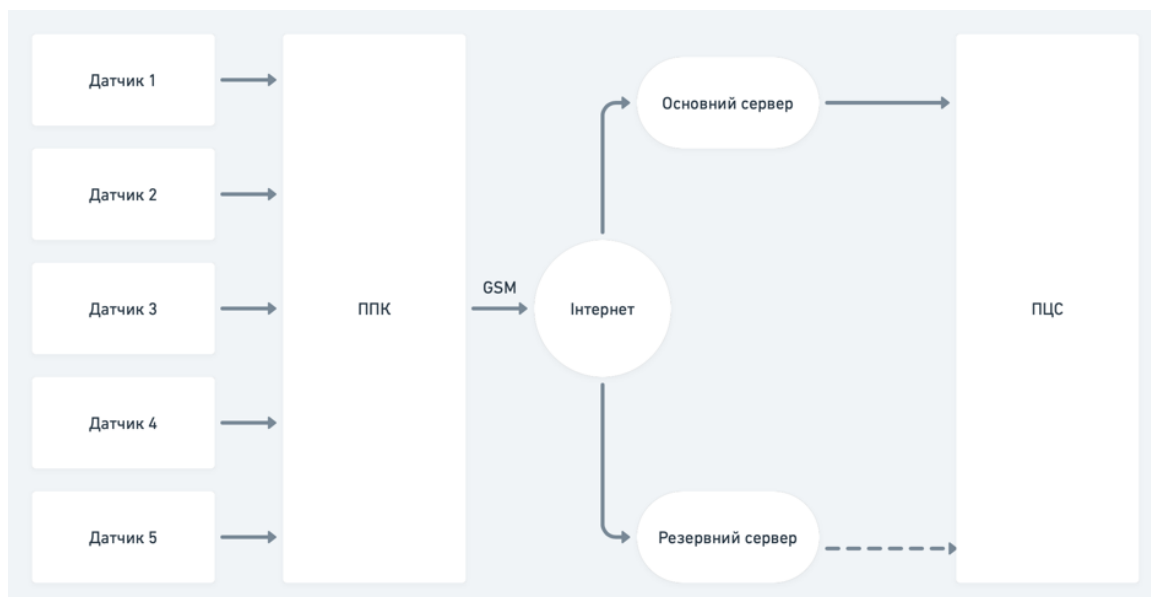 Датчик 1
Датчик 2
Датчик 3
Датчик 4
Датчик 5
ППК
GSM
Інтернет
Основний сервер
Резервний сервер
ПЦС